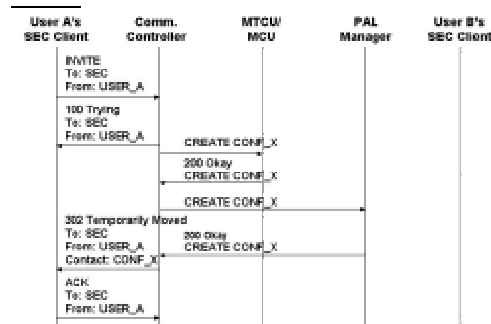 User A's Comm. MTCU/ PAL User B's
SEC Client Controller MCU Manager SEC Client
INVITE
To: SEC
From: USER_A
100 Trying
To: SEC
From: USER_A
CREATE CONF_X
200 Okay
CREATE CONF_X
CREATE CONF_X
302 Temporarily Moved
To: SEC
From: USER_A
Contact: CONF_X
200 Okay
CREATE CONF_X
ACK
To: SEC
From: USER_A